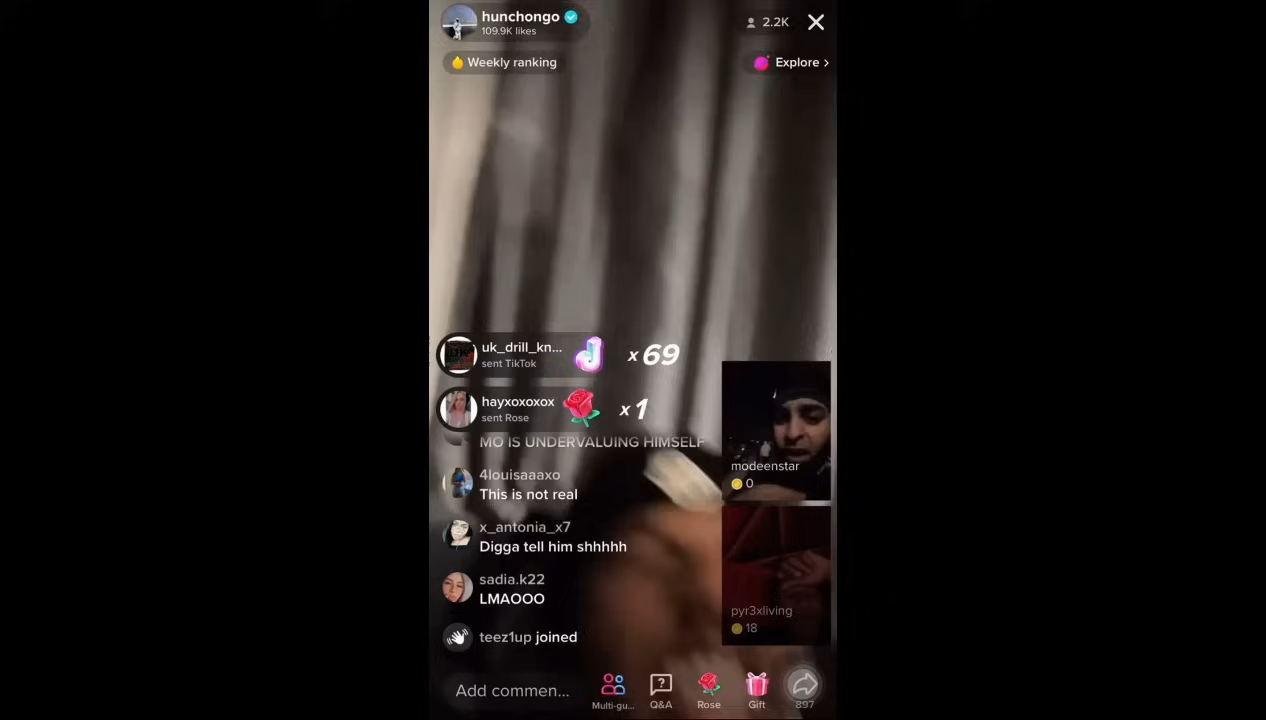 hunchongo
109.9K likes
2.2K
Weekly ranking
Explore >
uk_drill_kn...
sent TikTok
x 69
hayxoxoxox
sent Rose
x 1
MO IS UNDERVALUING HIMSELF
4louisaaaxo
This is not real
x_antonia_x7
Digga tell him shhhhh
sadia.k22
LMAOOO
teez1up joined
modeenstar
0
pyr3xliving
18
Add commen...
Multi-gu...
Q&A
Rose
Gift
897